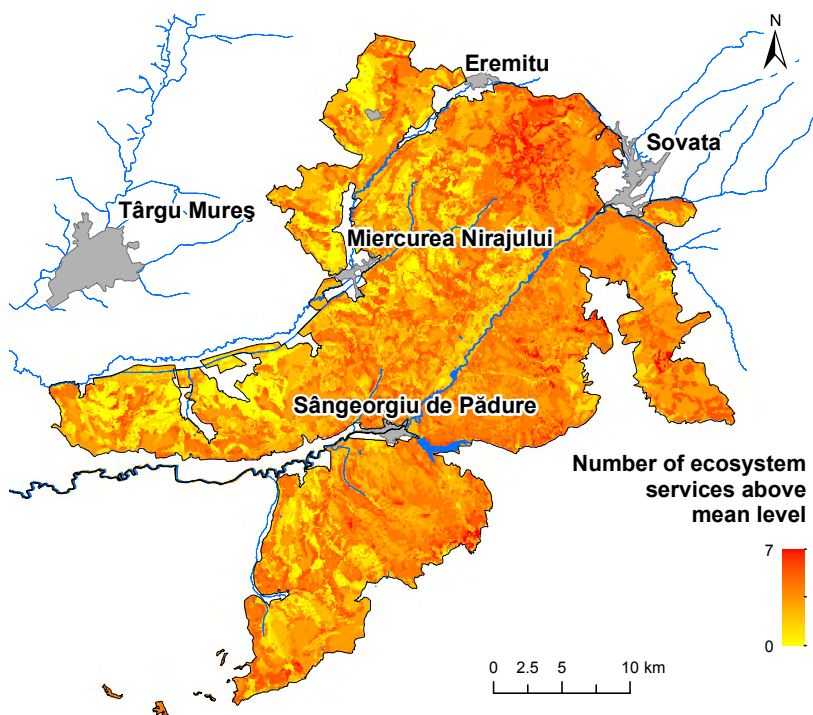 N
Eremitu
Sovata
Târgu Mureş
Miercurea Nirajului
Sângeorgiu de Pădure
Number of ecosystem
services above
mean level
7
0
0 2.5 5 10 km